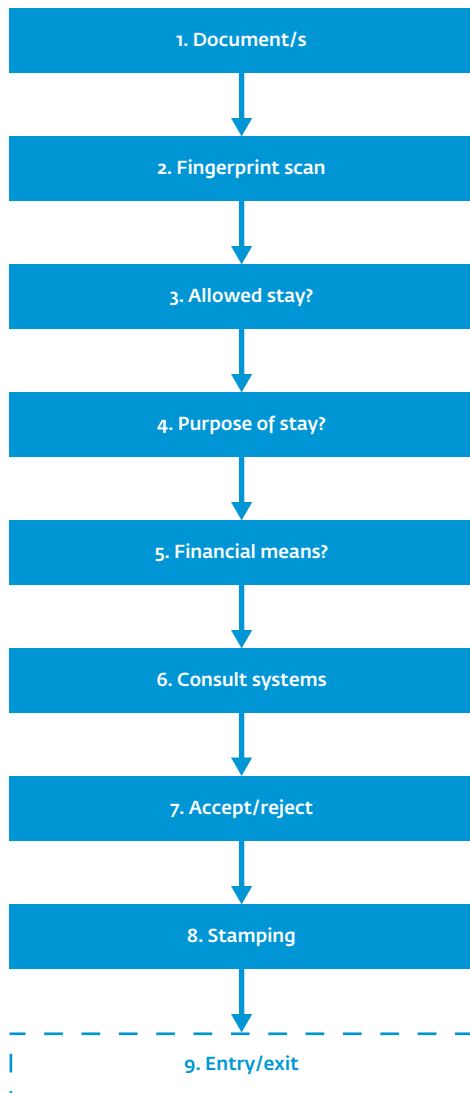 1. Document/s
2. Fingerprint scan
3. Allowed stay?
4. Purpose of stay?
5. Financial means?
6. Consult systems
7. Accept/reject
8. Stamping
9. Entry/exit